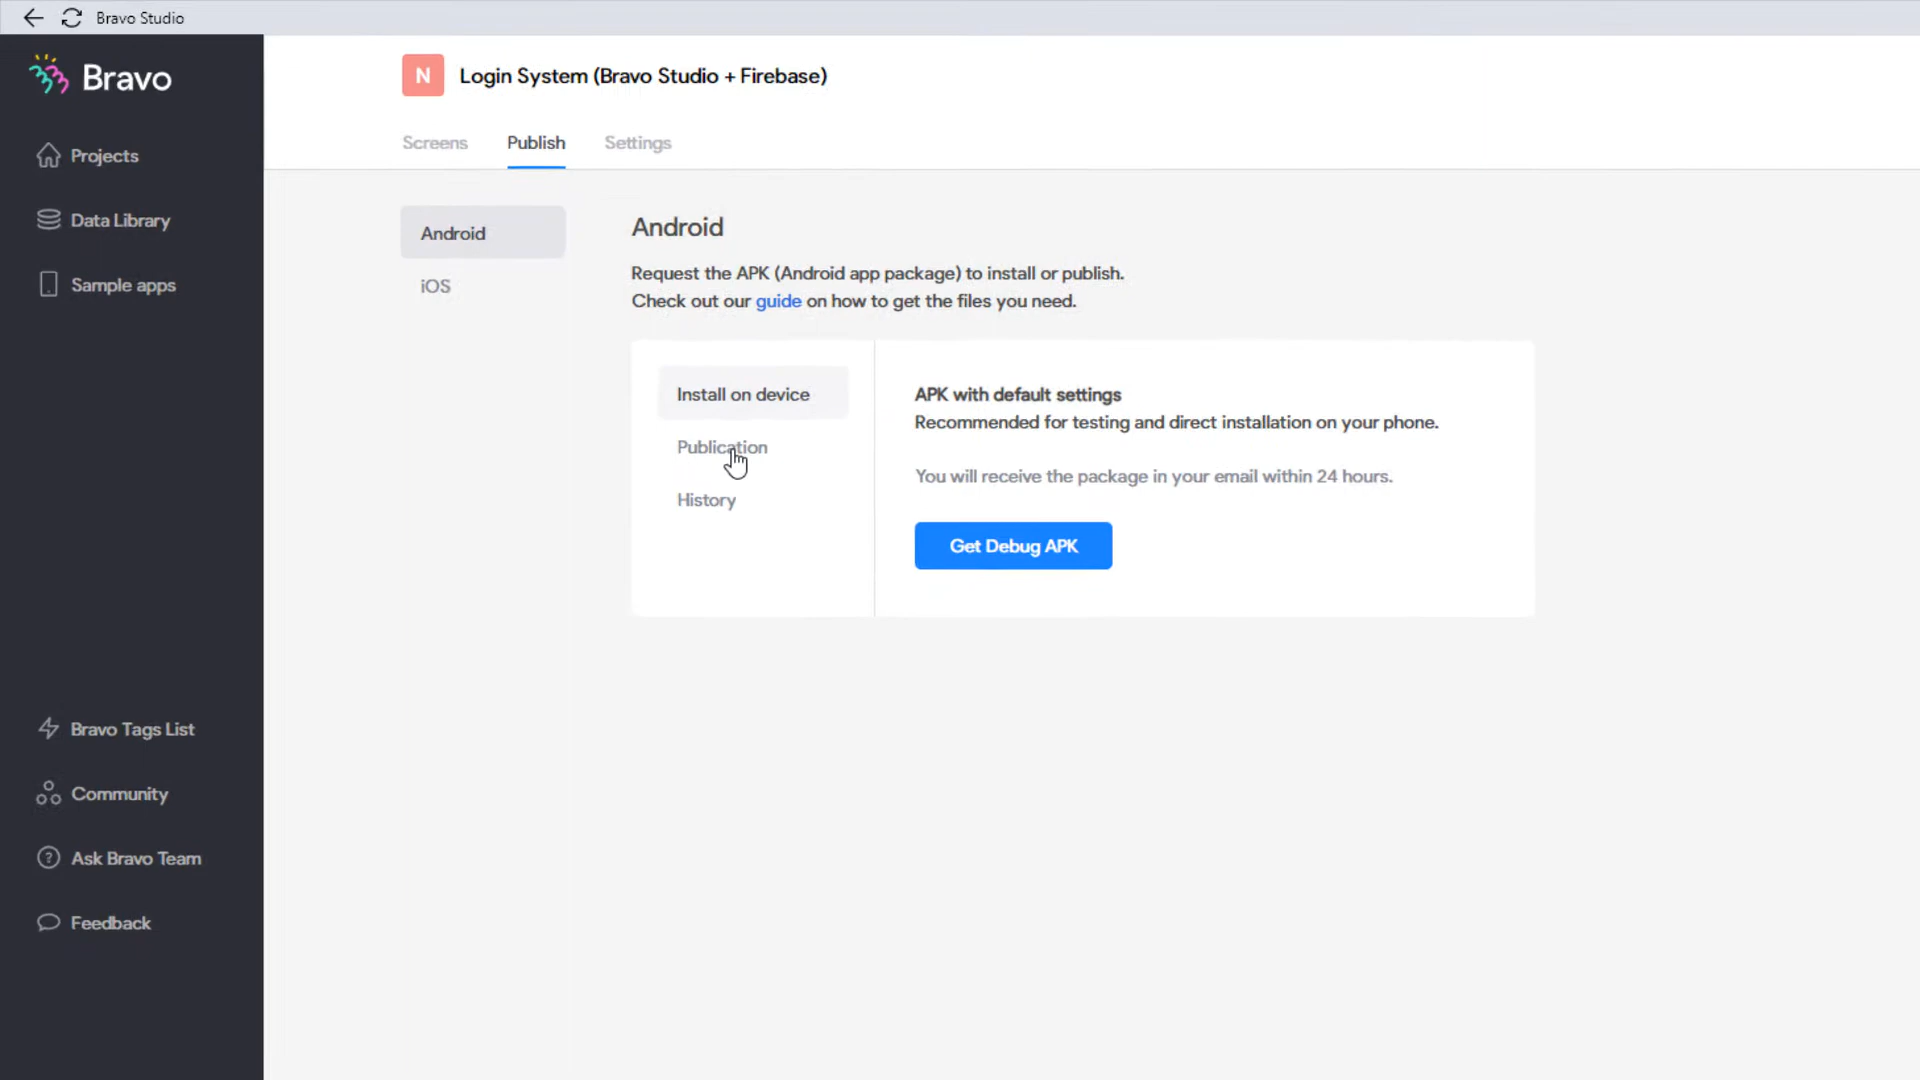 Bravo Studio
Bravo
Projects
Data Library
Sample apps
Bravo Tags List
Community
Ask Bravo Team
Feedback
N
Login System (Bravo Studio + Firebase)
Screens
Publish
Settings
Android
iOS
Android
Request the APK (Android app package) to install or publish.
Check out our guide on how to get the files you need.
Install on device
Publication
History
APK with default settings
Recommended for testing and direct installation on your phone.
You will receive the package in your email within 24 hours.
Get Debug APK